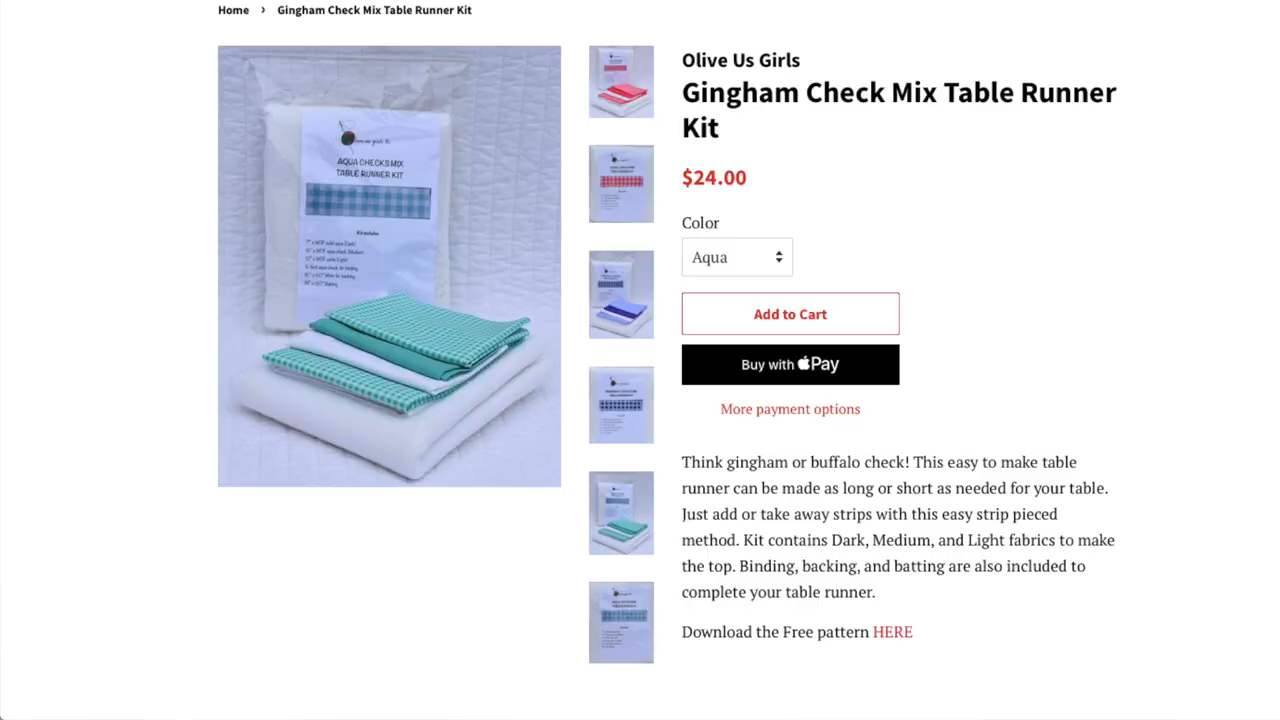 Home › Gingham Check Mix Table Runner Kit
AQUA CHECKS MIX
TABLE RUNNER KIT
Olive Us Girls
Gingham Check Mix Table Runner
Kit
$24.00
Color
Aqua
Add to Cart
Buy with Pay
More payment options
Think gingham or buffalo check! This easy to make table
runner can be made as long or short as needed for your table.
Just add or take away strips with this easy strip pieced
method. Kit contains Dark, Medium, and Light fabrics to make
the top. Binding, backing, and batting are also included to
complete your table runner.
Download the Free pattern HERE